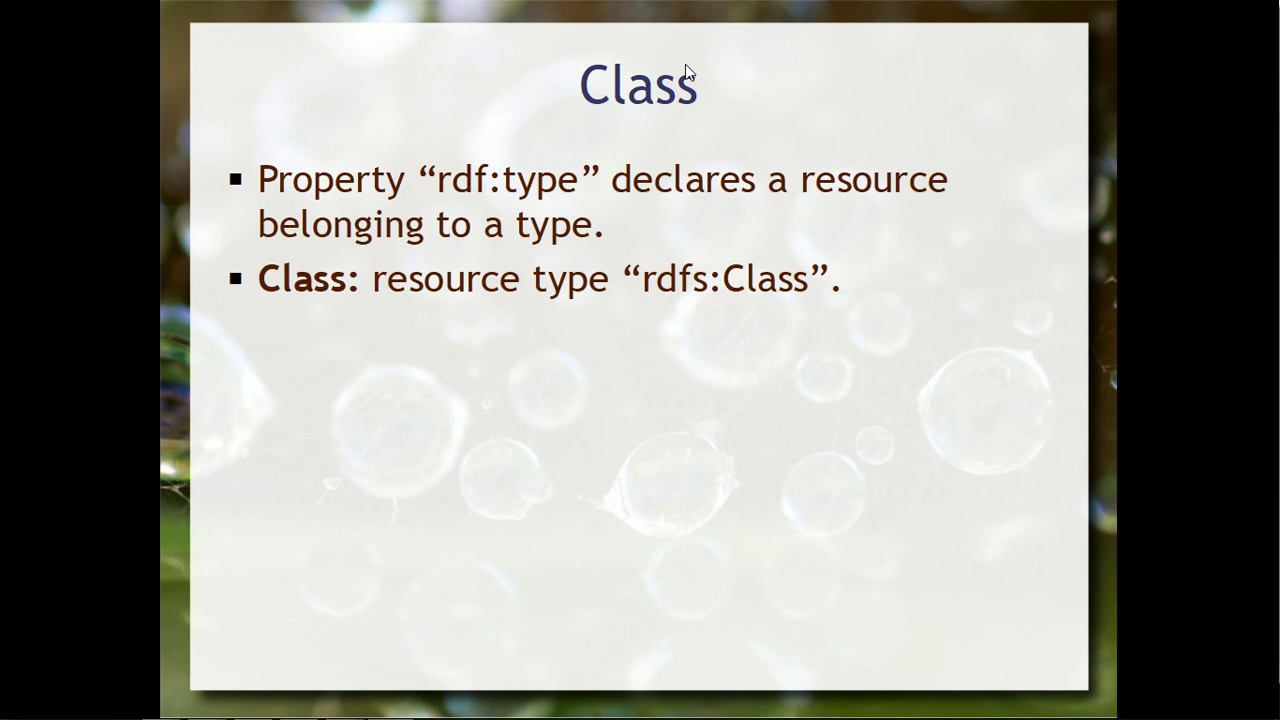 Class
▪ Property “rdf:type” declares a resource
belonging to a type.
▪ Class: resource type “rdfs:Class”.